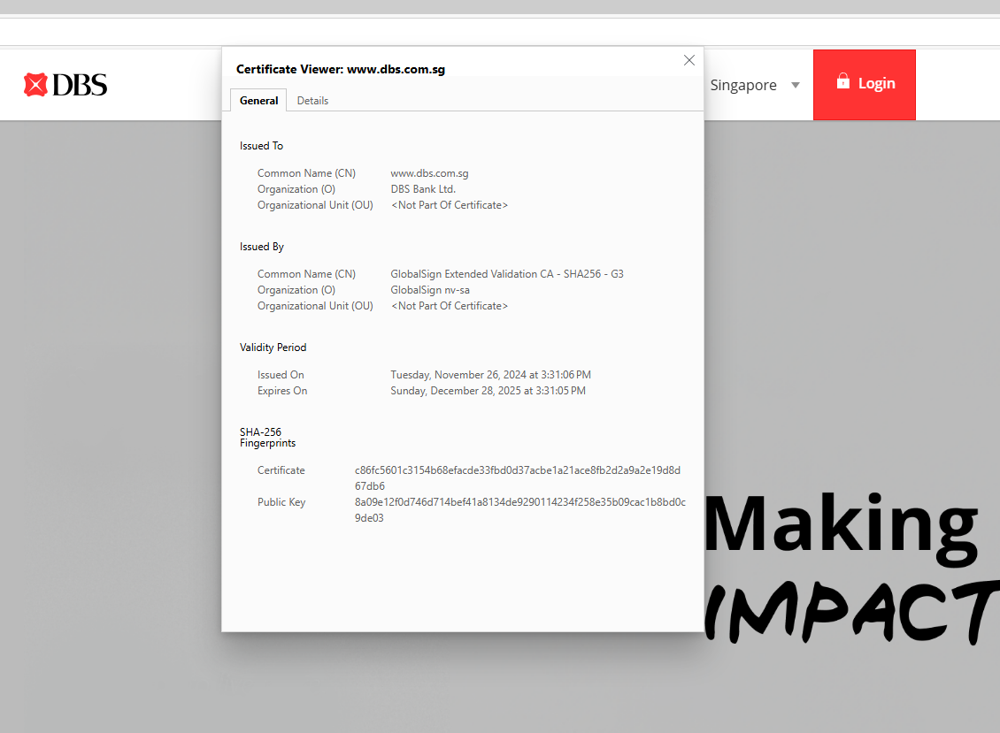 DBS
Singapore
Login
Certificate Viewer: www.dbs.com.sg
General Details
Issued To
Common Name (CN) www.dbs.com.sg
Organization (O) DBS Bank Ltd.
Organizational Unit (OU) <Not Part Of Certificate>
Issued By
Common Name (CN) GlobalSign Extended Validation CA - SHA256 - G3
Organization (O) GlobalSign nv-sa
Organizational Unit (OU) <Not Part Of Certificate>
Validity Period
Issued On Tuesday, November 26, 2024 at 3:31:06 PM
Expires On Sunday, December 28, 2025 at 3:31:05 PM
SHA-256
Fingerprints
Certificate c86fc5601c3154b68efacde33fbd0d37acbe1a21ace8fb2d2a9a2e19d8d
67db6
Public Key 8a09e12f0d746d714bef41a8134de9290114234f258e35b09cac1b8bd0c
9de03
Making
IMPACT